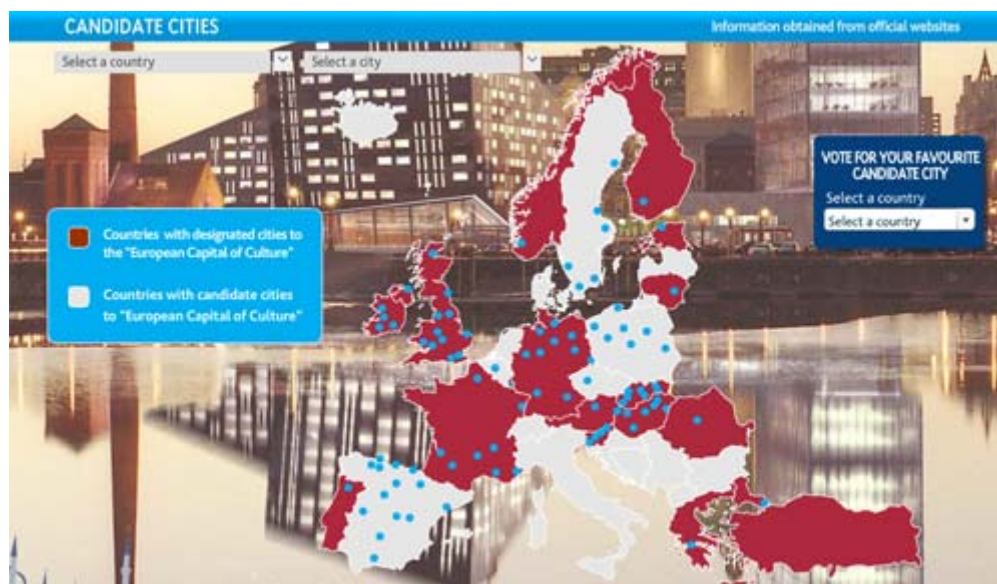 CANDIDATE CITIES
Information obtained from official websites
Select a country
Select a city
VOTE FOR YOUR FAVOURITE
CANDIDATE CITY
Select a country
Select a country
Countries with designated cities to
the "European Capital of Culture"
Countries with candidate cities
to "European Capital of Culture"